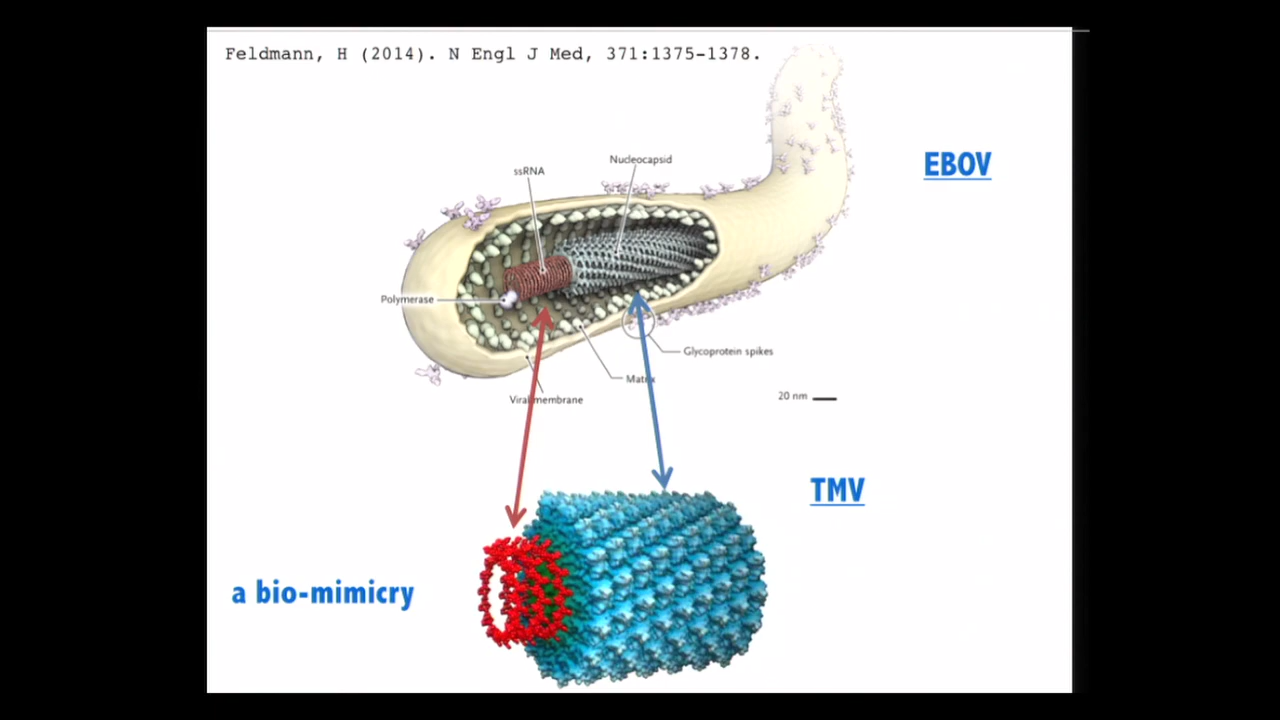 Feldmann, H (2014). N Engl J Med, 371:1375-1378.
EBOV
Nucleocapsid
ssRNA
Polymerase
Glycoprotein spikes
Matrix
Viral membrane
20 nm
TMV
a bio-mimicry